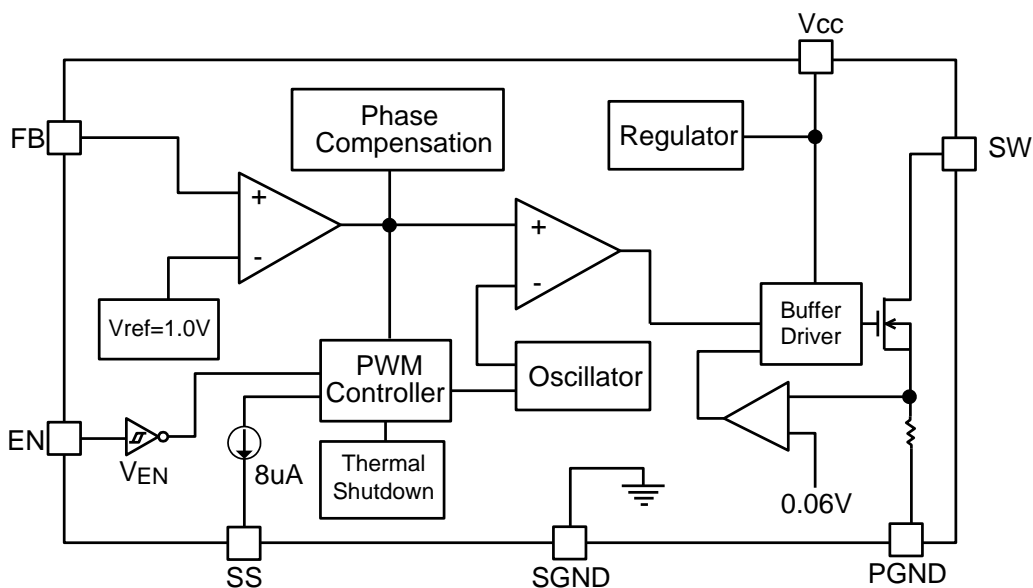 Vcc
FB
Phase
Compensation
Regulator
SW
+
-
+
-
Vref=1.0V
Buffer
Driver
PWM
Controller
Oscillator
EN
VEN
8uA
Thermal
Shutdown
0.06V
SS
SGND
PGND